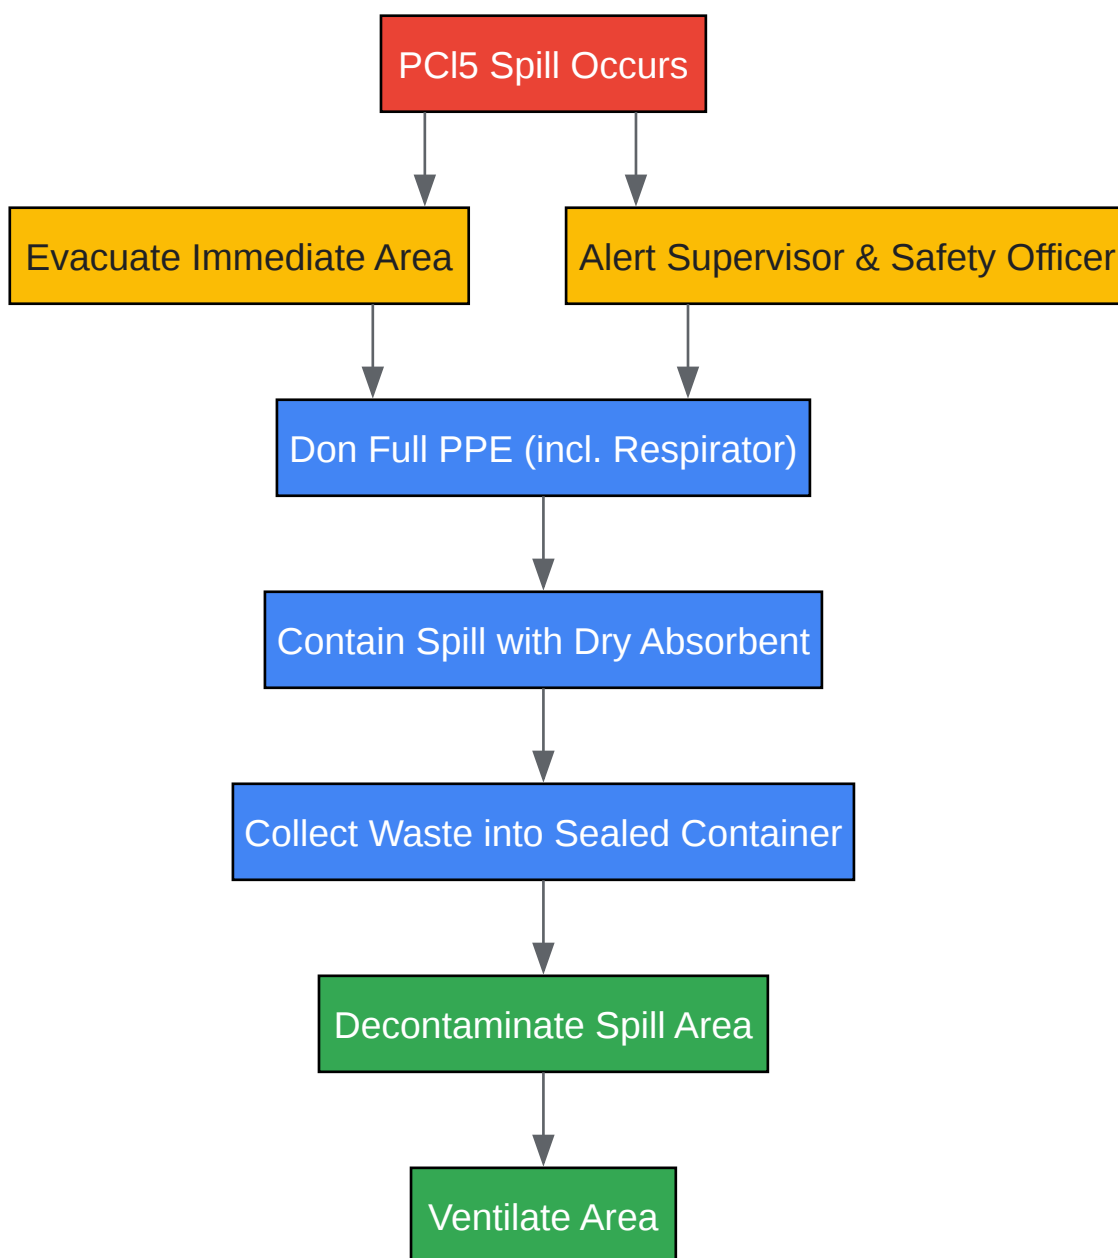 PCl5 Spill Occurs
Evacuate Immediate Area
Alert Supervisor & Safety Officer
Don Full PPE (incl. Respirator)
Contain Spill with Dry Absorbent
Collect Waste into Sealed Container
Decontaminate Spill Area
Ventilate Area